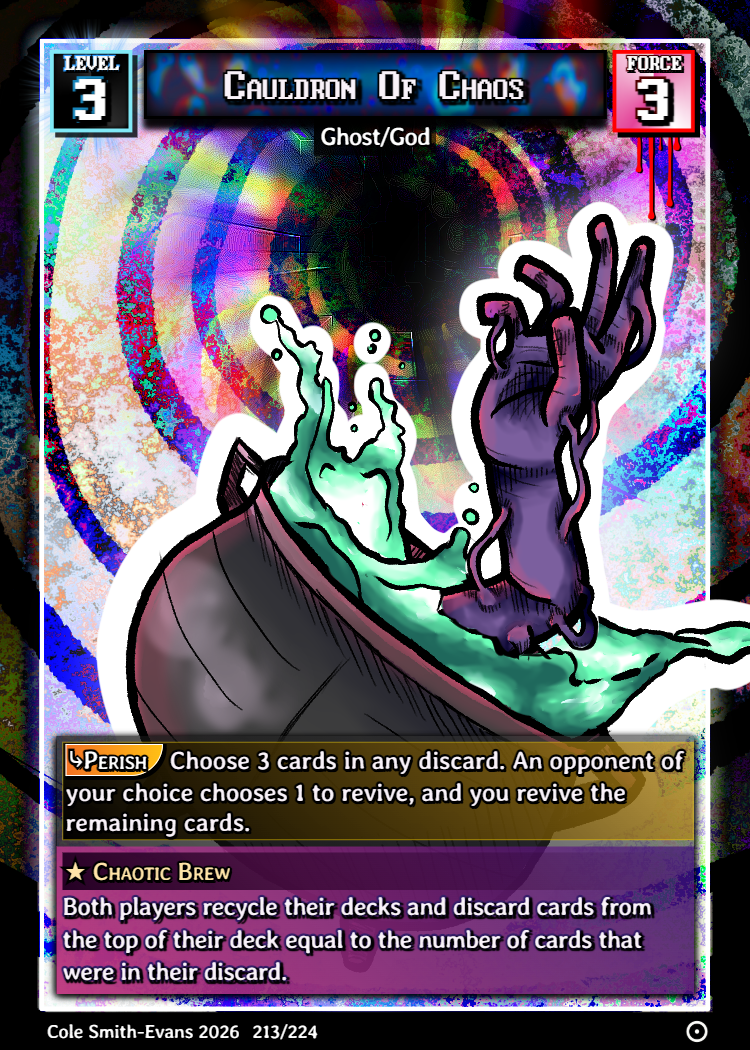 LEVEL
3
Cauldron Of Chaos
FORCE
3
Ghost/God
↳Perish Choose 3 cards in any discard. An opponent of
your choice chooses 1 to revive, and you revive the
remaining cards.
★ Chaotic Brew
Both players recycle their decks and discard cards from
the top of their deck equal to the number of cards that
were in their discard.
Cole Smith-Evans 2026 213/224